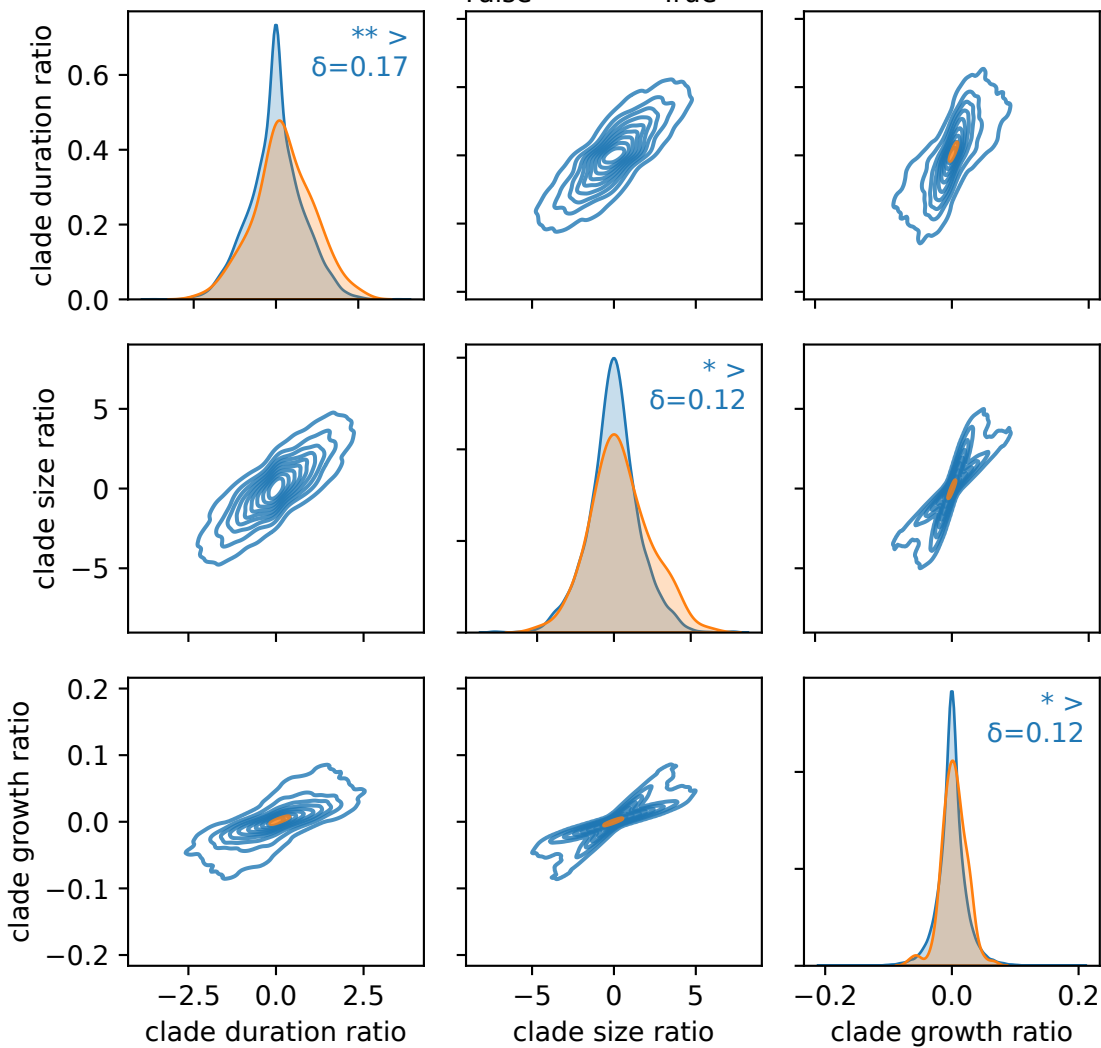 ** >
δ=0.17
clade duration ratio
0.6
0.4
0.2
0.0
* >
δ=0.12
clade size ratio
5
0
−5
* >
δ=0.12
clade growth ratio
0.2
0.1
0.0
−0.1
−0.2
−2.5 0.0 2.5 −5 0 5 −0.2 0.0 0.2
clade duration ratio clade size ratio clade growth ratio